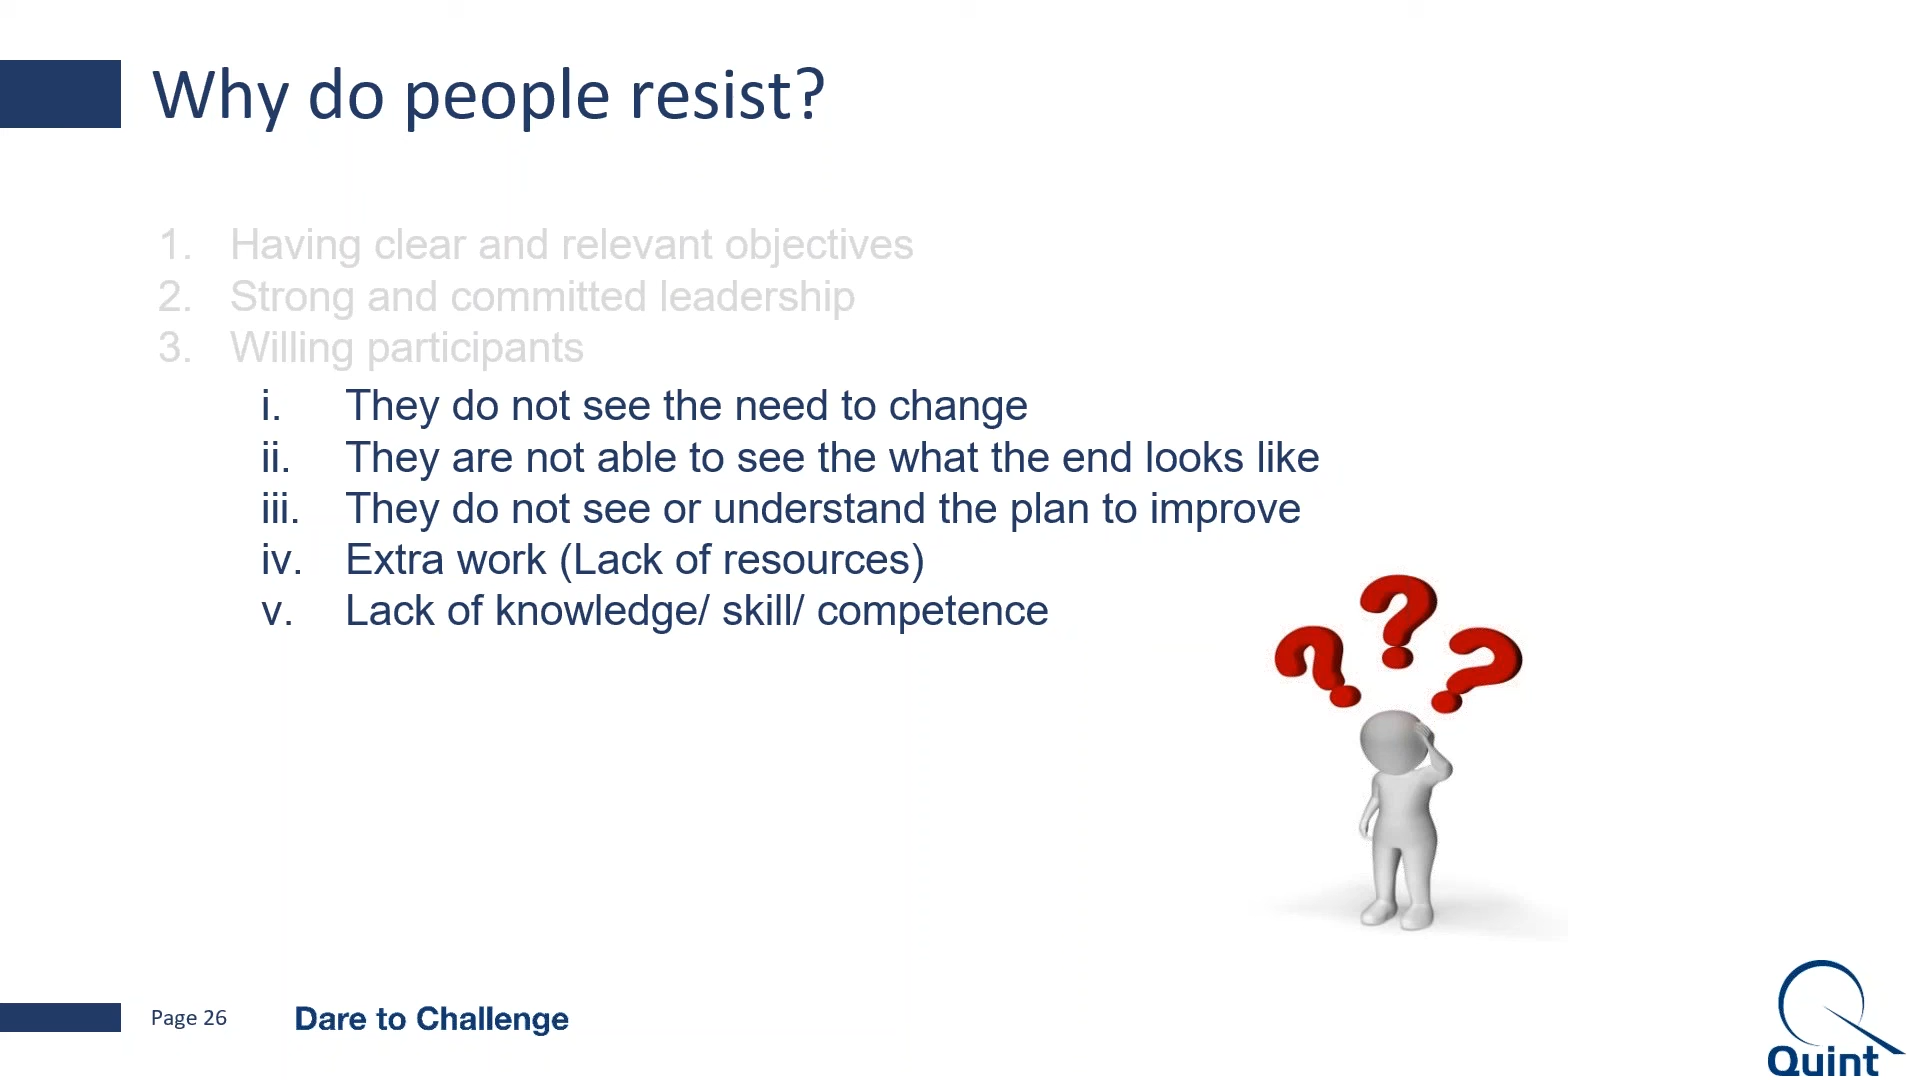 Why do people resist?
1. Having clear and relevant objectives
2. Strong and committed leadership
3. Willing participants
i. They do not see the need to change
ii. They are not able to see the what the end looks like
iii. They do not see or understand the plan to improve
iv. Extra work (Lack of resources)
v. Lack of knowledge/ skill/ competence
? ? ?
Page 26 Dare to Challenge
Quint